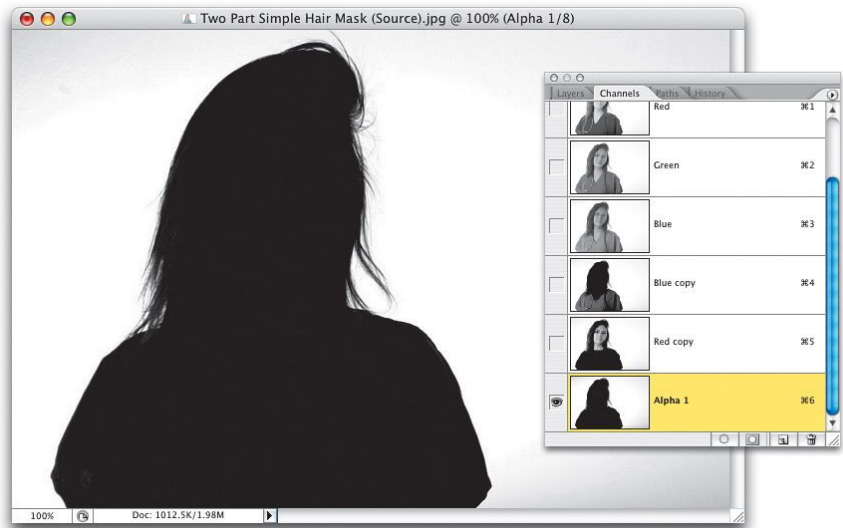 Two Part Simple Hair Mask (Source).jpg @ 100% (Alpha 1/8)
Layers Channels Paths History
Red ⌘1
Green ⌘2
Blue ⌘3
Blue copy ⌘4
Red copy ⌘5
Alpha 1 ⌘6
100% Doc: 1012.5K/1.98M